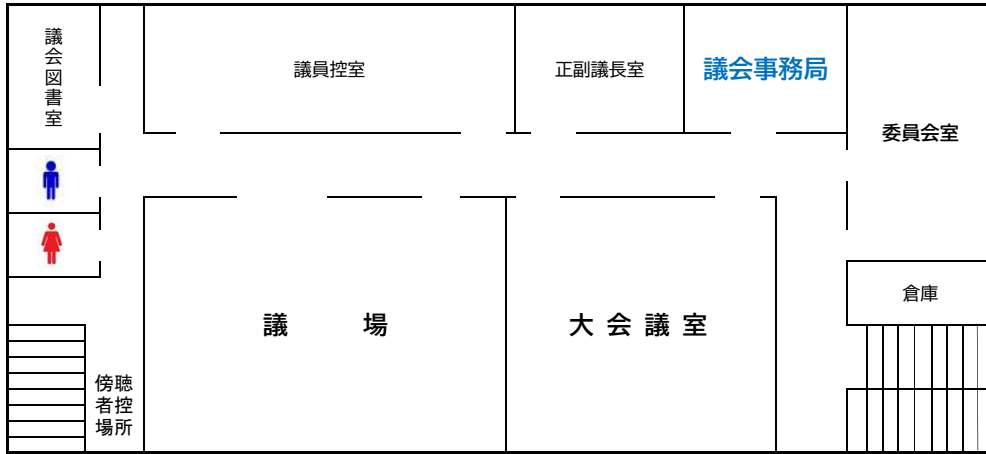 議会図書室
議員控室
正副議長室
議会事務局
委員会室
倉庫
議場
大会議室
傍聴
者控
場所